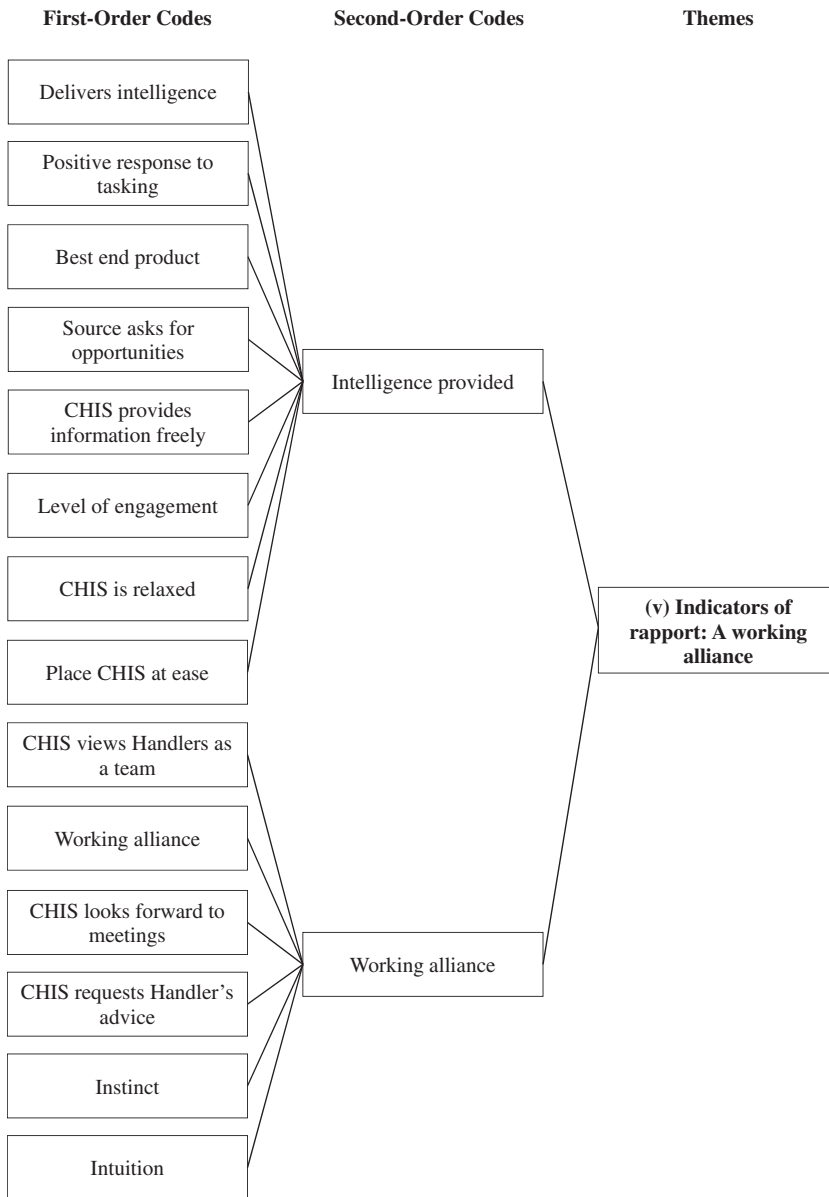 First-Order Codes
Second-Order Codes
Themes
Delivers intelligence
Positive response to
tasking
Best end product
Source asks for
opportunities
CHIS provides
information freely
Level of engagement
CHIS is relaxed
Place CHIS at ease
CHIS views Handlers as
a team
Working alliance
CHIS looks forward to
meetings
CHIS requests Handler’s
advice
Instinct
Intuition
Intelligence provided
Working alliance
(v) Indicators of
rapport: A working
alliance